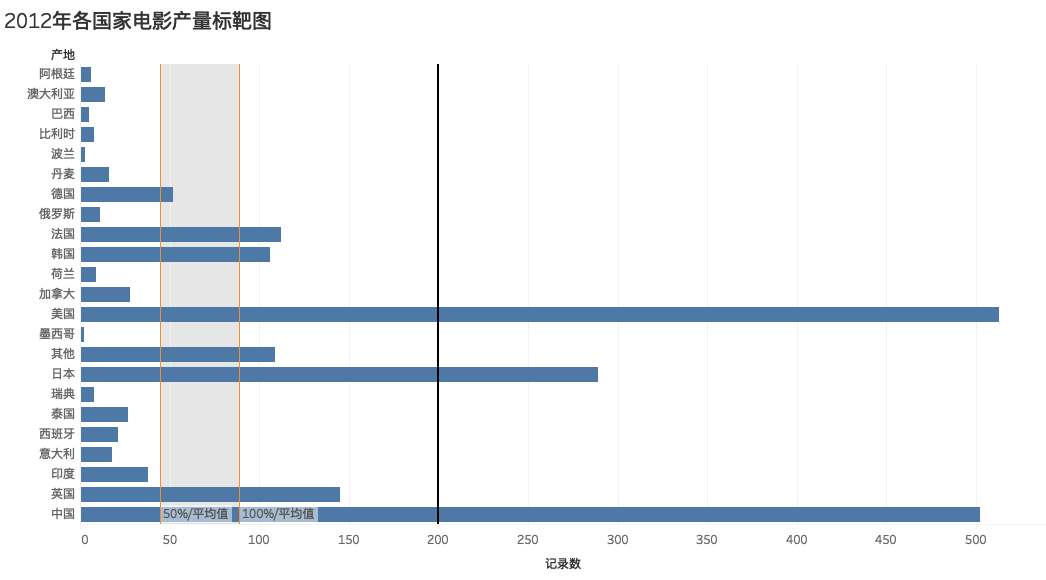 2012年各国家电影产量标靶图
产地
阿根廷
澳大利亚
巴西
比利时
波兰
丹麦
德国
俄罗斯
法国
韩国
荷兰
加拿大
美国
墨西哥
其他
日本
瑞典
泰国
西班牙
意大利
印度
英国
中国 50%/平均值 100%/平均值
0 50 100 150 200 250 300 350 400 450 500
记录数